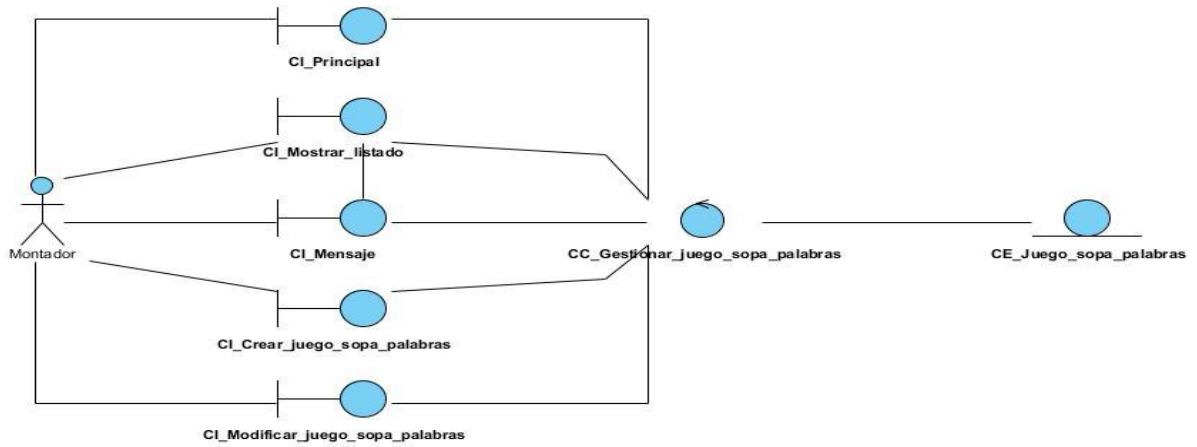 CI_Principal
CI_Mostrar_listado
Montador
CI_Mensaje
CC_Gestionar_juego_sopa_palabras
CE_Juego_sopa_palabras
CI_Crear_juego_sopa_palabras
CI_Modificar_juego_sopa_palabras